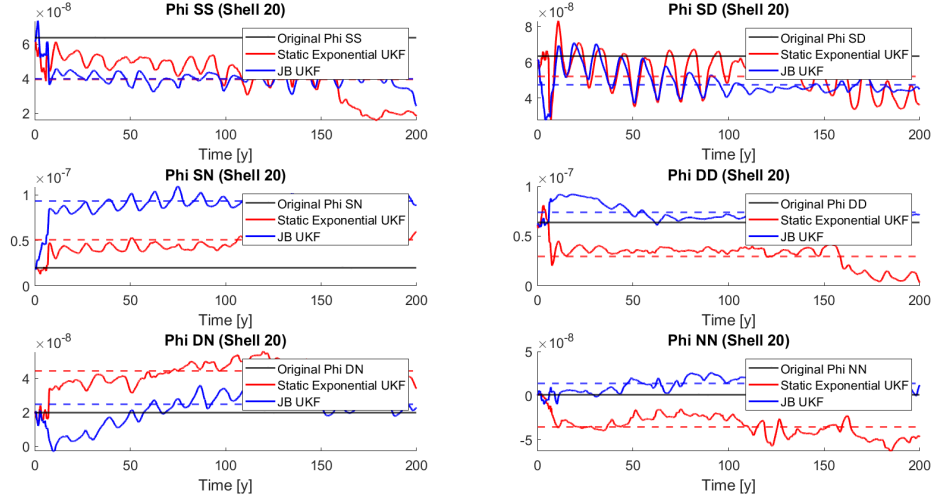 Phi SS (Shell 20)
×10⁻⁸
6
4
2
0
50
100
150
200
Time [y]
Original Phi SS
Static Exponential UKF
JB UKF
Phi SD (Shell 20)
×10⁻⁸
8
6
4
0
50
100
150
200
Time [y]
Original Phi SD
Static Exponential UKF
JB UKF
Phi SN (Shell 20)
×10⁻⁷
1
0.5
0
0
50
100
150
200
Time [y]
Original Phi SN
Static Exponential UKF
JB UKF
Phi DD (Shell 20)
×10⁻⁷
1
0.5
0
0
50
100
150
200
Time [y]
Original Phi DD
Static Exponential UKF
JB UKF
Phi DN (Shell 20)
×10⁻⁸
4
2
0
0
50
100
150
200
Time [y]
Original Phi DN
Static Exponential UKF
JB UKF
Phi NN (Shell 20)
×10⁻⁸
5
0
-5
0
50
100
150
200
Time [y]
Original Phi NN
Static Exponential UKF
JB UKF